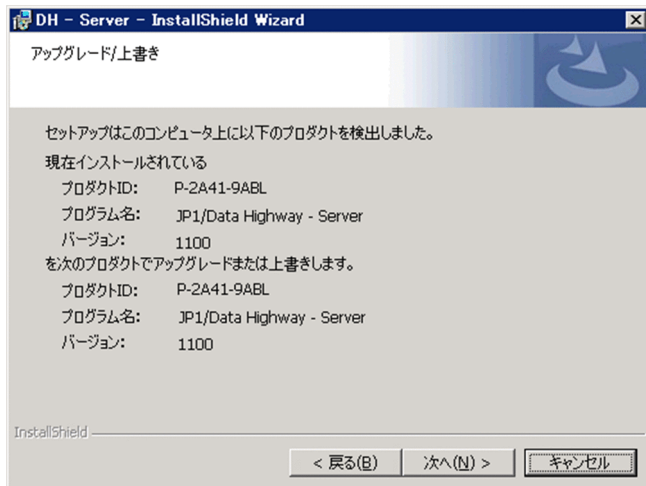 DH - Server - InstallShield Wizard
アップグレード/上書き
セットアップはこのコンピュータ上に以下のプロダクトを検出しました。
現在インストールされている
プロダクトID: P-2A41-9ABL
プログラム名: JP1/Data Highway - Server
バージョン: 1100
を次のプロダクトでアップグレードまたは上書きします。
プロダクトID: P-2A41-9ABL
プログラム名: JP1/Data Highway - Server
バージョン: 1100
InstallShield
< 戻る(B) 次へ(N) > キャンセル